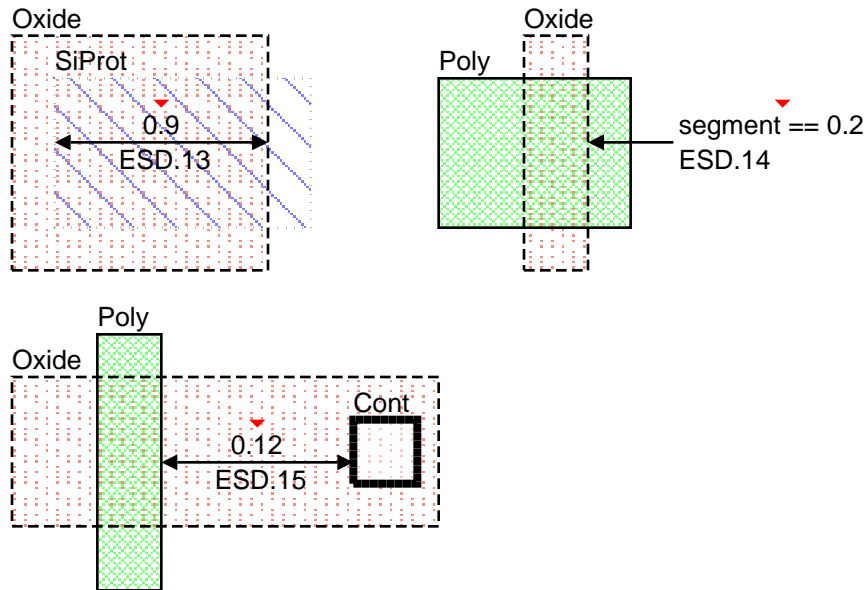 Oxide
SiProt
0.9
ESD.13
Oxide
Poly
segment == 0.2
ESD.14
Poly
Oxide
Cont
0.12
ESD.15